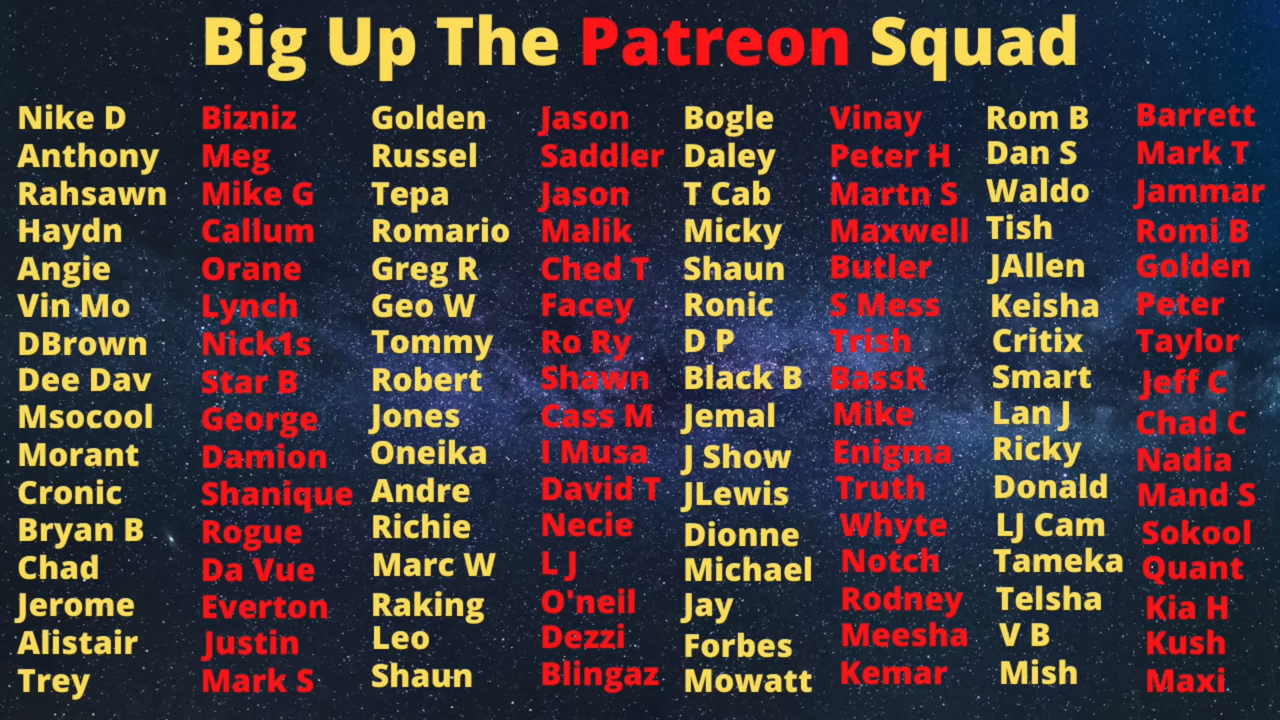 Big Up The Patreon Squad
Nike D Bizniz Golden Jason Bogle Vinay Rom B Barrett
Anthony Meg Russel Saddler Daley Peter H Dan S Mark T
Rahsawn Mike G Tepa Jason T Cab Martn S Waldo Jammar
Haydn Callum Romario Malik Micky Maxwell Tish Romi B
Angie Orane Greg R Ched T Shaun Butler JAllen Golden
Vin Mo Lynch Geo W Facey Ronic S Mess Keisha Peter
DBrown Nick1s Tommy Ro Ry D P Trish Critix Taylor
Dee Dav Star B Robert Shawn Black B BassR Smart Jeff C
Msocool George Jones Cass M Jemal Mike Lan J Chad C
Morant Damion Oneika I Musa J Show Enigma Ricky Nadia
Cronic Shanique Andre David T JLewis Truth Donald Mand S
Bryan B Rogue Richie Necie Dionne Whyte LJ Cam Sokool
Chad Da Vue Marc W L J Michael Notch Tameka Quant
Jerome Everton Raking O'neil Jay Rodney Telsha Kia H
Alistair Justin Leo Dezzi Forbes Meesha V B Kush
Trey Mark S Shaun Blingaz Mowatt Kemar Mish Maxi